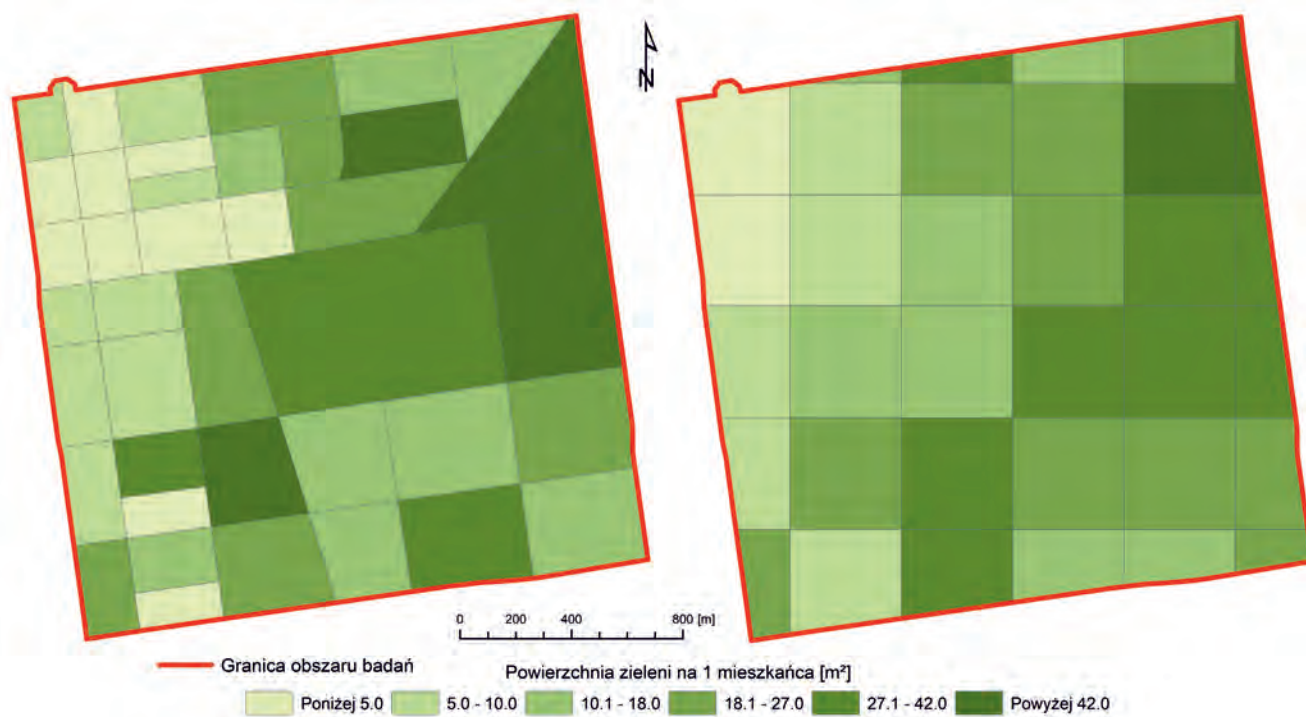 N
0 200 400 800 [m]
Granica obszaru badań
Powierzchnia zieleni na 1 mieszkańca [m²]
Poniżej 5.0 5.0 - 10.0 10.1 - 18.0 18.1 - 27.0 27.1 - 42.0 Powyżej 42.0